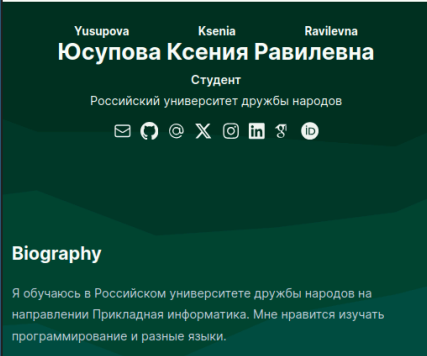 Yusupova Ksenia Ravilevna
Юсупова Ксения Равилевна
Студент
Российский университет дружбы народов
Biography
Я обучаюсь в Российском университете дружбы народов на
направлении Прикладная информатика. Мне нравится изучать
программирование и разные языки.